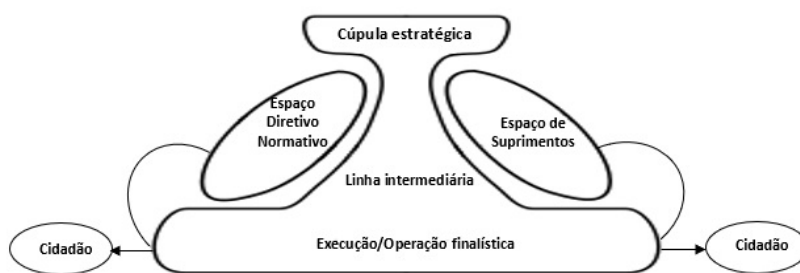 Cúpula estratégica
Espaço
Diretivo
Normativo
Espaço de
Suprimentos
Linha intermediária
Cidadão
Execução/Operação finalística
Cidadão